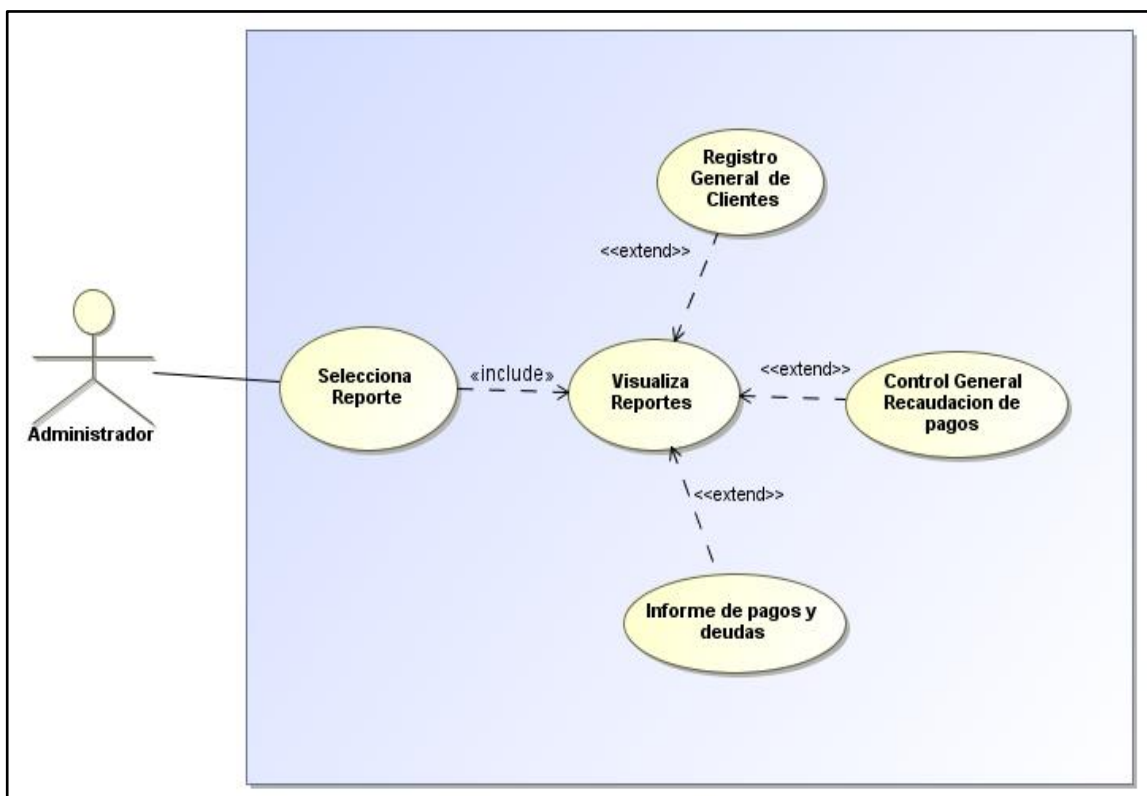 Registro
General de
Clientes
<<extend>>
Administrador
Selecciona
Reporte
«include»
Visualiza
Reportes
<<extend>>
Control General
Recaudacion de
pagos
<<extend>>
Informe de pagos y
deudas